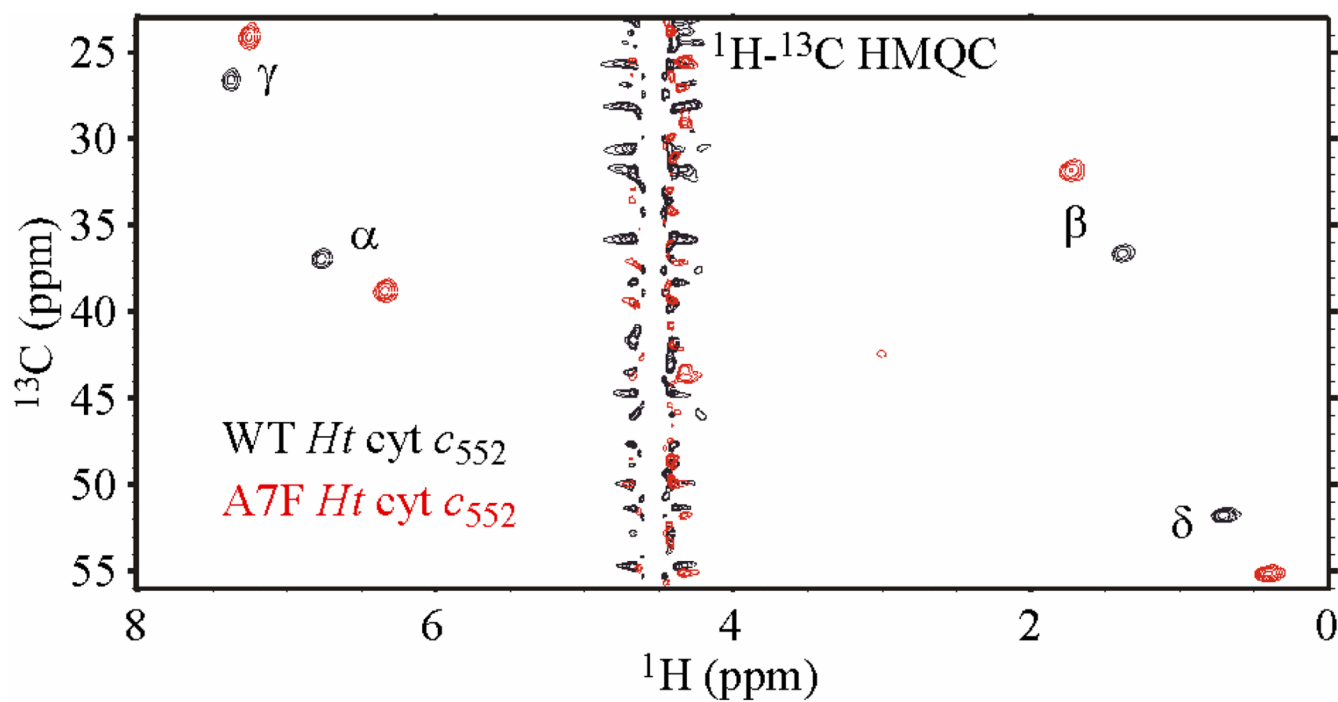 ¹H-¹³C HMQC
γ
α
β
δ
WT Ht cyt c₅₅₂
A7F Ht cyt c₅₅₂
¹³C (ppm)
25
30
35
40
45
50
55
8 6 4 2 0
¹H (ppm)